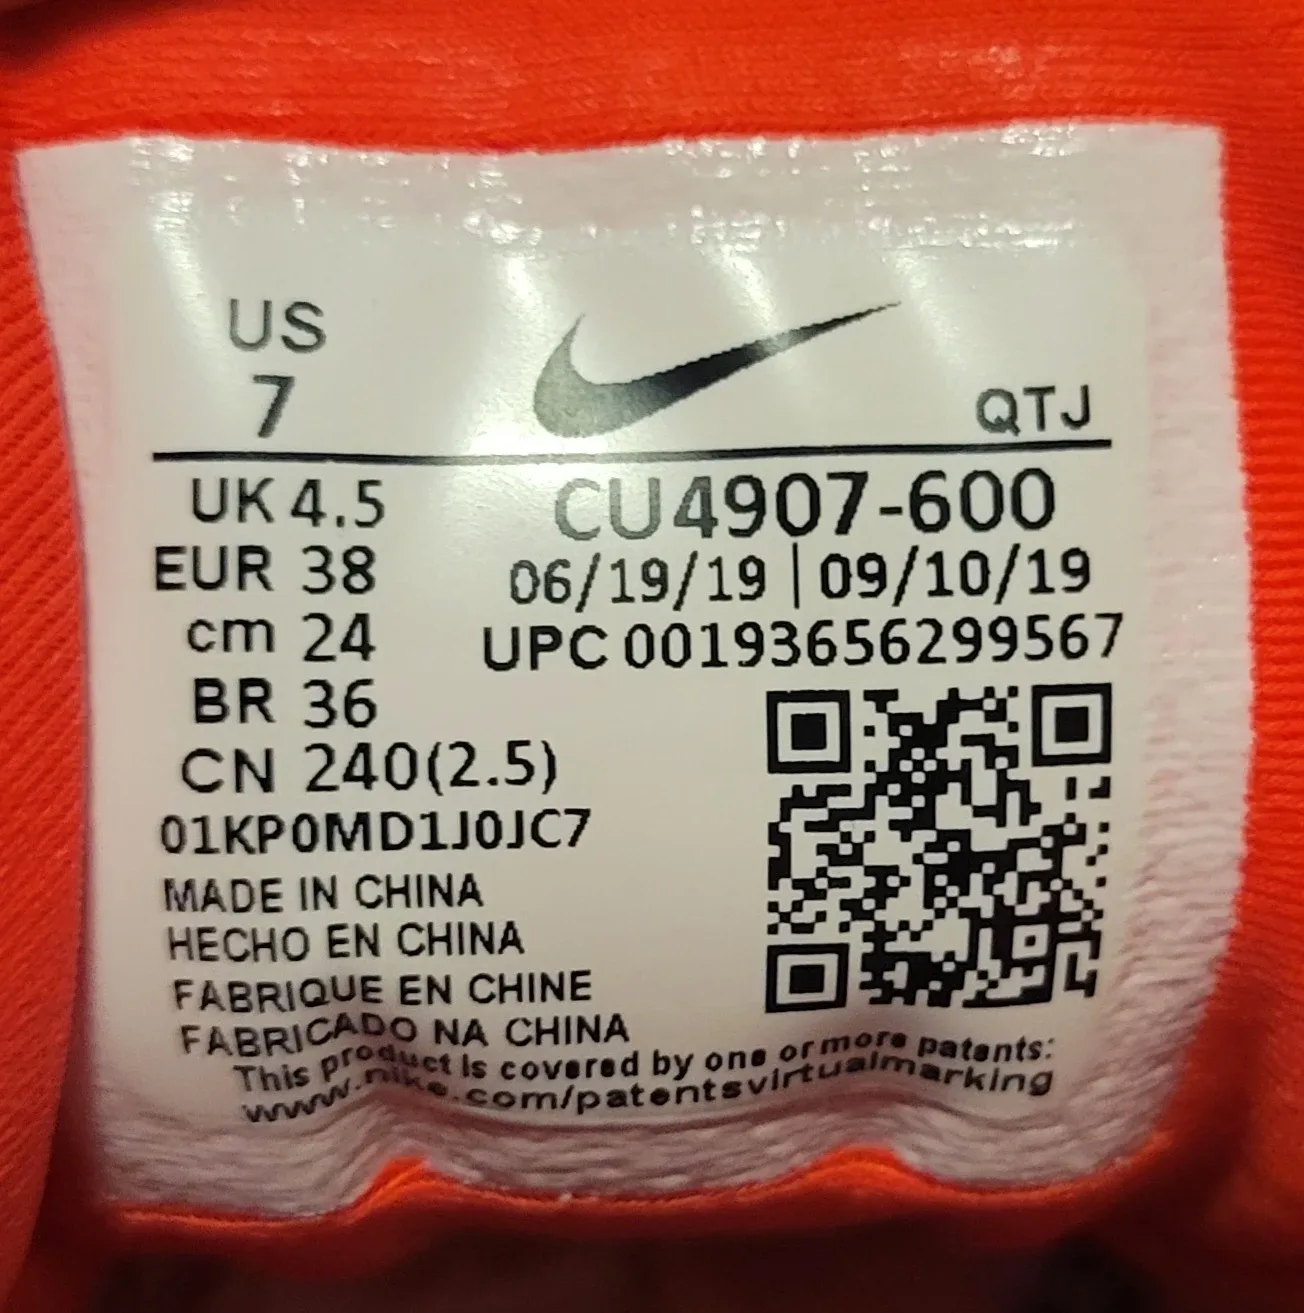 US
7
QTJ
UK 4.5
CU4907-600
EUR 38
06/19/19 | 09/10/19
cm 24
UPC 00193656299567
BR 36
CN 240(2.5)
01KP0MD1J0JC7
MADE IN CHINA
HECHO EN CHINA
FABRIQUE EN CHINE
FABRICADO NA CHINA
This product is covered by one or more patents:
www.nike.com/patentsvirtualmarking